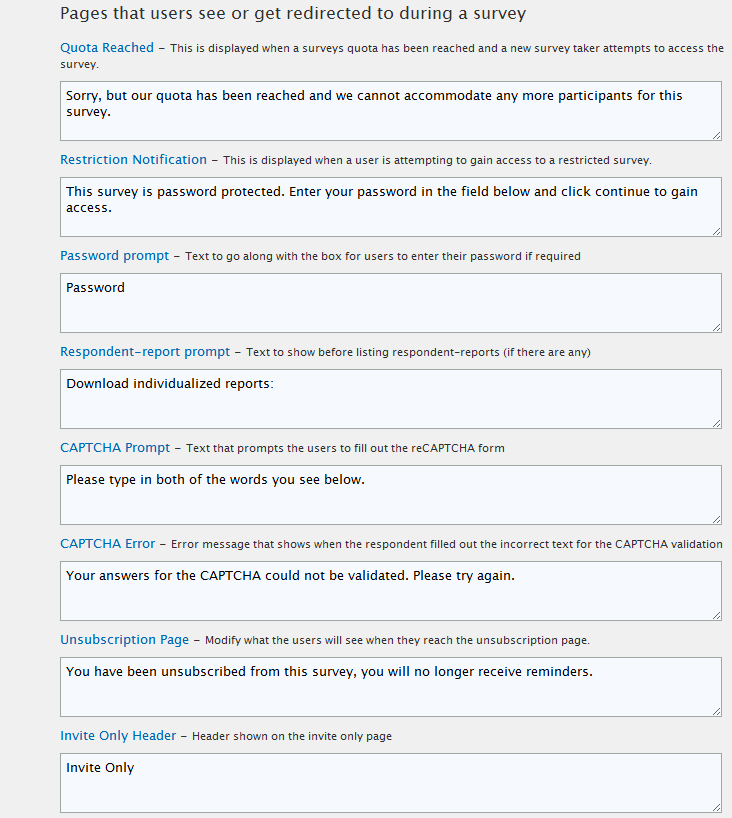 Pages that users see or get redirected to during a survey
Quota Reached – This is displayed when a surveys quota has been reached and a new survey taker attempts to access the
survey.
Sorry, but our quota has been reached and we cannot accommodate any more participants for this
survey.
Restriction Notification – This is displayed when a user is attempting to gain access to a restricted survey.
This survey is password protected. Enter your password in the field below and click continue to gain
access.
Password prompt – Text to go along with the box for users to enter their password if required
Password
Respondent-report prompt – Text to show before listing respondent-reports (if there are any)
Download individualized reports:
CAPTCHA Prompt – Text that prompts the users to fill out the reCAPTCHA form
Please type in both of the words you see below.
CAPTCHA Error – Error message that shows when the respondent filled out the incorrect text for the CAPTCHA validation
Your answers for the CAPTCHA could not be validated. Please try again.
Unsubscription Page – Modify what the users will see when they reach the unsubscription page.
You have been unsubscribed from this survey, you will no longer receive reminders.
Invite Only Header – Header shown on the invite only page
Invite Only